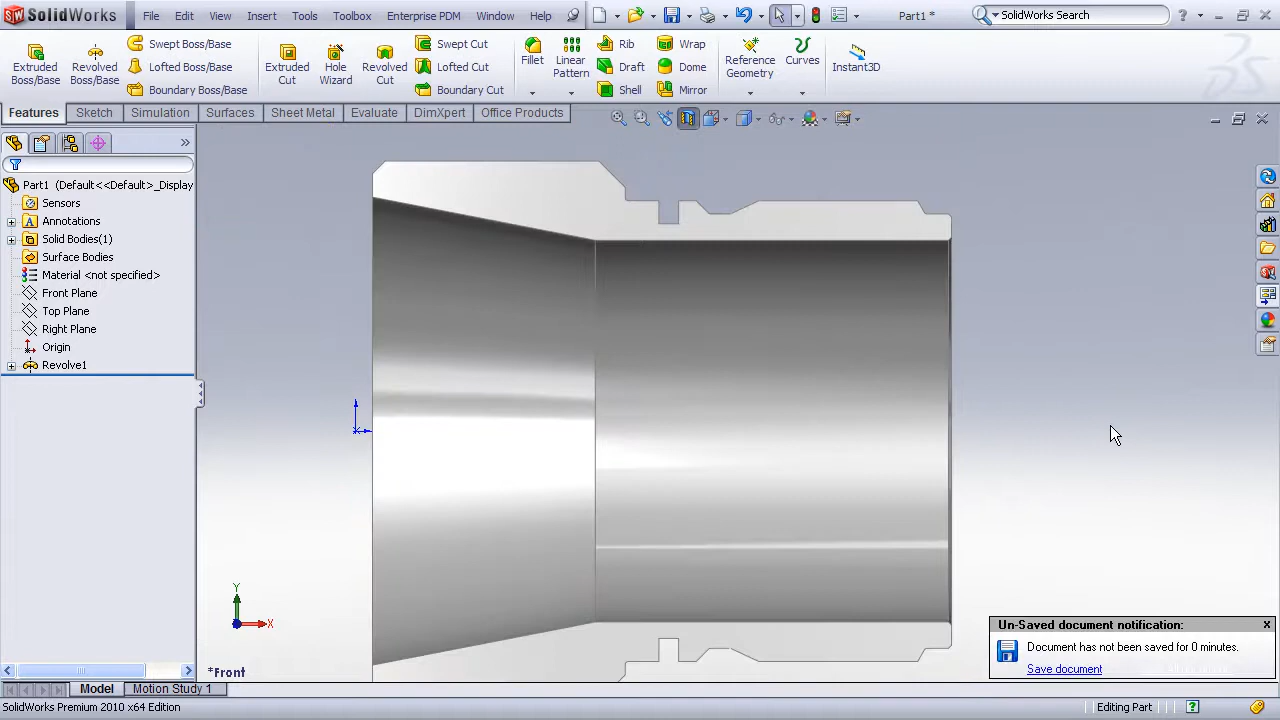 SolidWorks File Edit View Insert Tools Toolbox Enterprise PDM Window Help Part1 * SolidWorks Search
Extruded Boss/Base
Revolved Boss/Base
Swept Boss/Base
Lofted Boss/Base
Boundary Boss/Base
Extruded Cut
Hole Wizard
Revolved Cut
Swept Cut
Lofted Cut
Boundary Cut
Fillet
Linear Pattern
Rib
Draft
Shell
Wrap
Dome
Mirror
Reference Geometry
Curves
Instant3D
Features Sketch Simulation Surfaces Sheet Metal Evaluate DimXpert Office Products
Part1 (Default<<Default>_Display
Sensors
Annotations
Solid Bodies(1)
Surface Bodies
Material <not specified>
Front Plane
Top Plane
Right Plane
Origin
Revolve1
Y
X
*Front
Un-Saved document notification:
Document has not been saved for 0 minutes.
Save document
Model Motion Study 1
SolidWorks Premium 2010 x64 Edition Editing Part